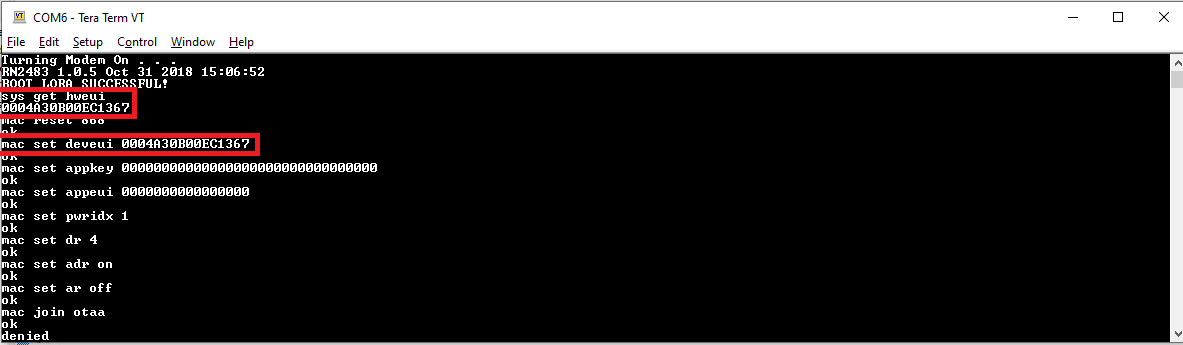 COM6 - Tera Term VT
File Edit Setup Control Window Help
Turning Modem On . . .
RN2483 1.0.5 Oct 31 2018 15:06:52
BOOT LORA SUCCESSFUL!
sys get hweui
0004A30B00EC1367
mac reset 868
ok
mac set deveui 0004A30B00EC1367
ok
mac set appkey 00000000000000000000000000000000
ok
mac set appeui 0000000000000000
ok
mac set pwridx 1
ok
mac set dr 4
ok
mac set adr on
ok
mac set ar off
ok
mac join otaa
ok
denied